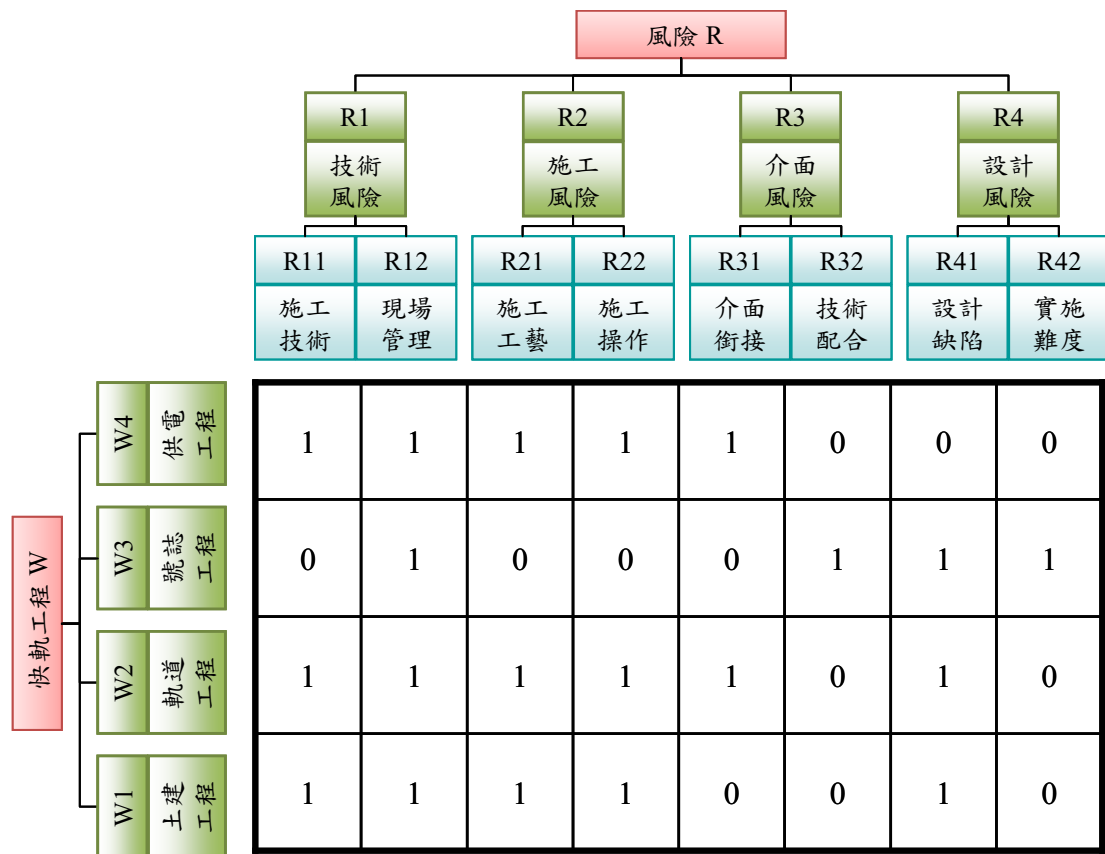 風險 R
R1
R2
R3
R4
技術
風險
施工
風險
介面
風險
設計
風險
R11
R12
R21
R22
R31
R32
R41
R42
施工
技術
現場
管理
施工
工藝
施工
操作
介面
銜接
技術
配合
設計
缺陷
實施
難度
快軌工程 W
W4
供電
工程
1 1 1 1 1 0 0 0
W3
號誌
工程
0 1 0 0 0 1 1 1
W2
軌道
工程
1 1 1 1 1 0 1 0
W1
土建
工程
1 1 1 1 0 0 1 0